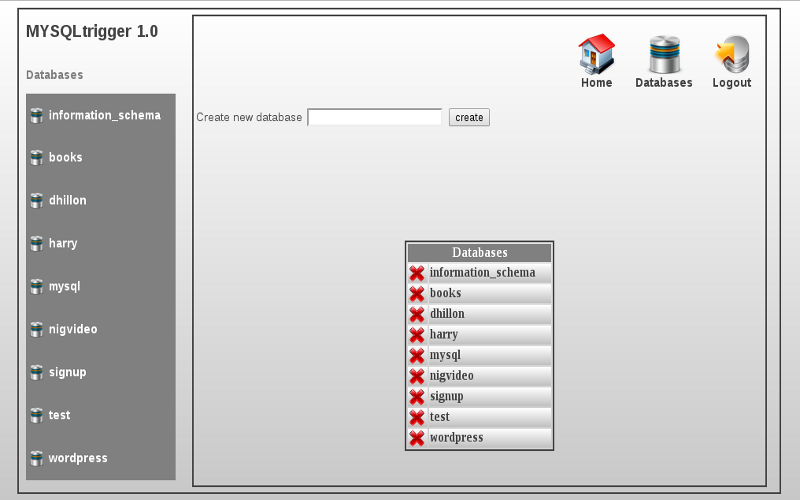 MYSQLtrigger 1.0
Databases
information_schema
books
dhillon
harry
mysql
nigvideo
signup
test
wordpress
Home
Databases
Logout
Create new database
create
Databases
information_schema
books
dhillon
harry
mysql
nigvideo
signup
test
wordpress